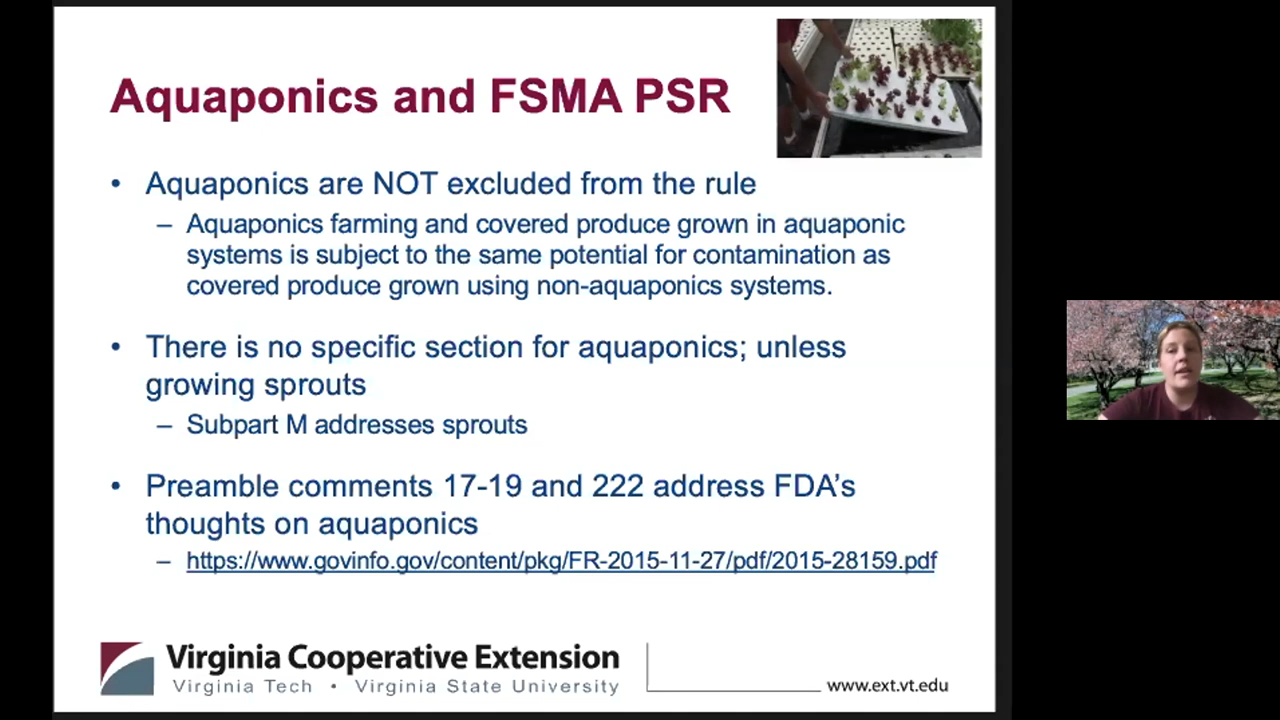 Aquaponics and FSMA PSR
• Aquaponics are NOT excluded from the rule
– Aquaponics farming and covered produce grown in aquaponic
systems is subject to the same potential for contamination as
covered produce grown using non-aquaponics systems.
• There is no specific section for aquaponics; unless
growing sprouts
– Subpart M addresses sprouts
• Preamble comments 17-19 and 222 address FDA's
thoughts on aquaponics
– https://www.govinfo.gov/content/pkg/FR-2015-11-27/pdf/2015-28159.pdf
Virginia Cooperative Extension
Virginia Tech • Virginia State University
www.ext.vt.edu